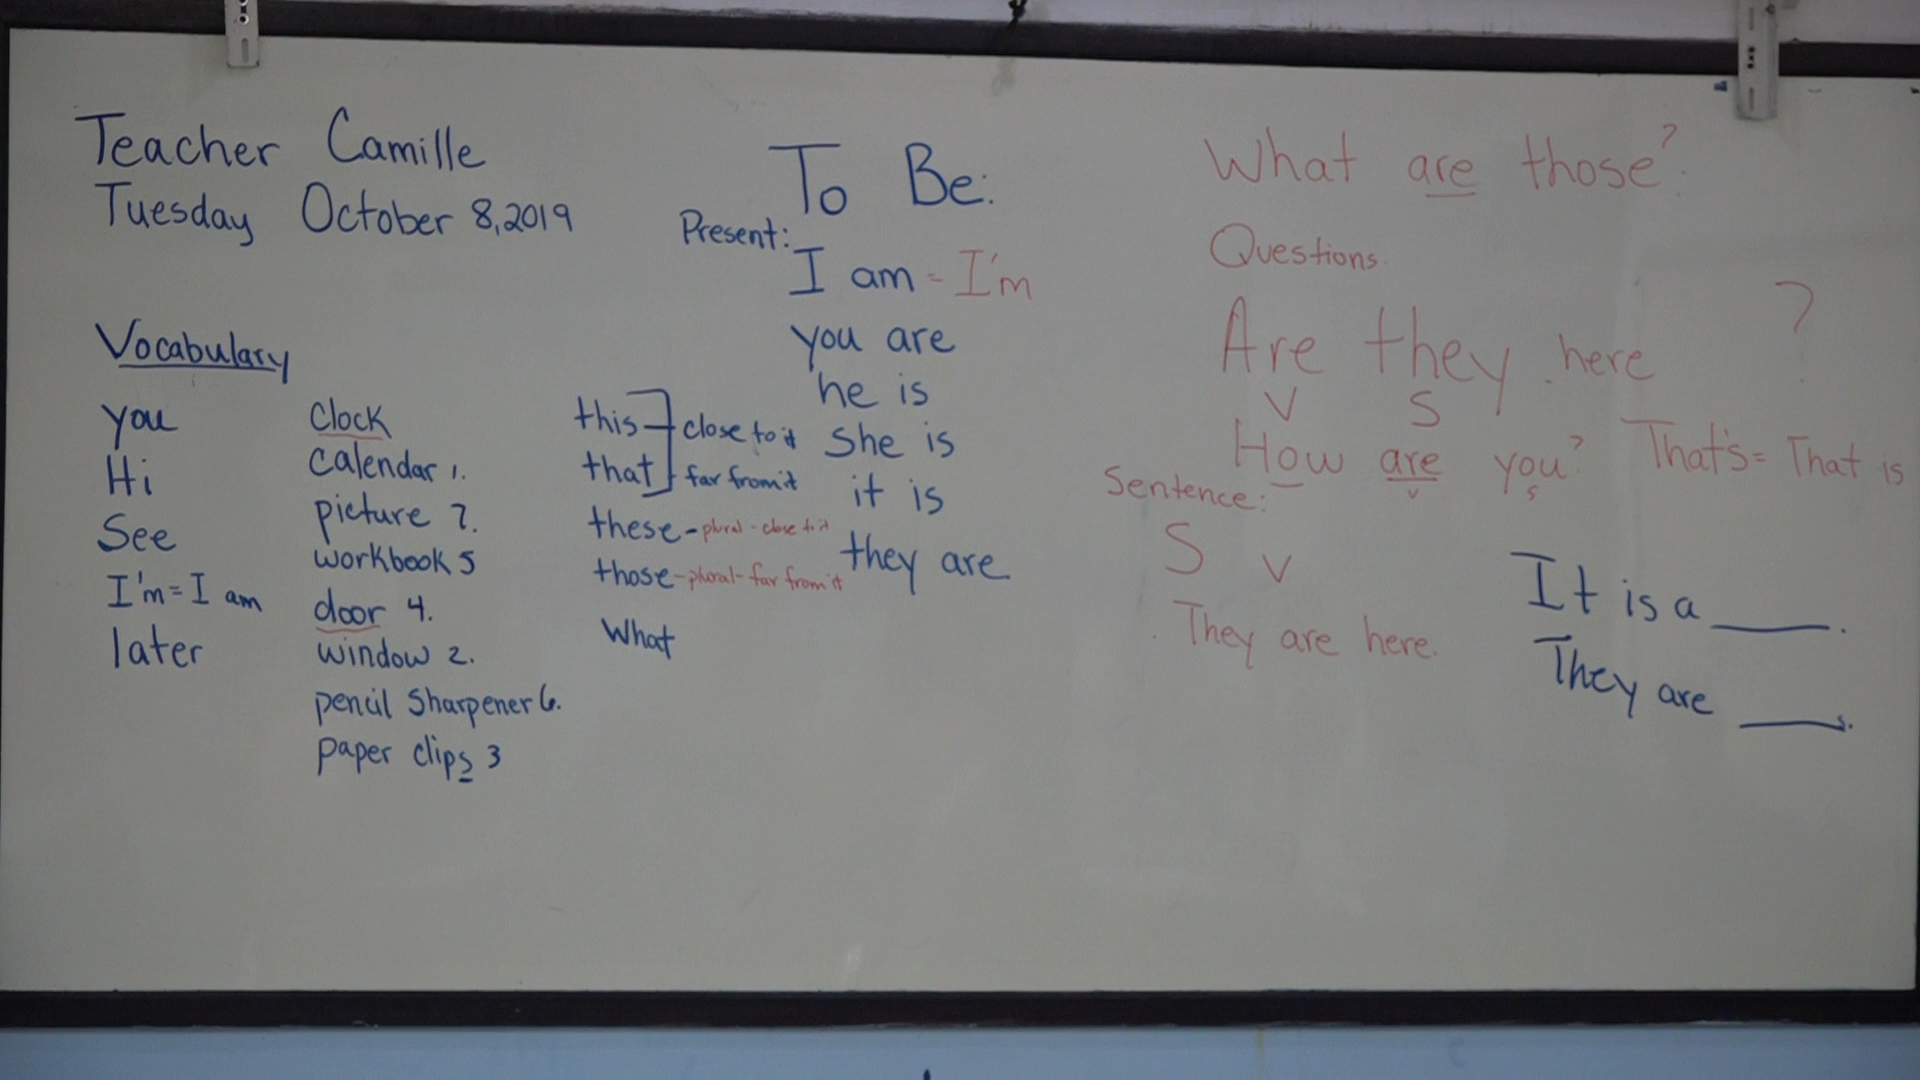 Teacher Camille
Tuesday October 8, 2019
Vocabulary
you
Hi
See
I'm = I am
later
clock
calendar 1.
picture 7.
workbook 5
door 4.
window 2.
pencil Sharpener 6.
paper clips 3
this
close to it
that
far from it
these - plural - close to it
those - plural - far from it
What
To Be:
Present:
I am = I'm
you are
he is
She is
it is
they are
What are those?
Questions
Are they here ?
V S
How are you?
v s
That's = That is
Sentence:
S V
They are here.
It is a ____.
They are ____s.